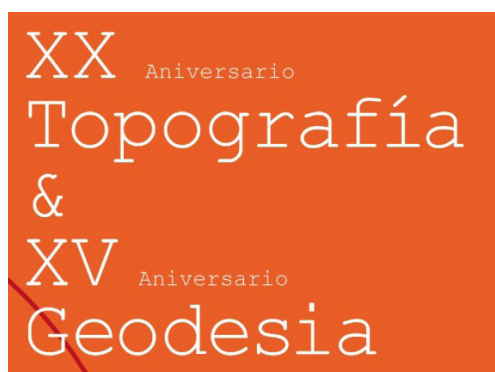 XX Aniversario
Topografía
&
XV Aniversario
Geodesia